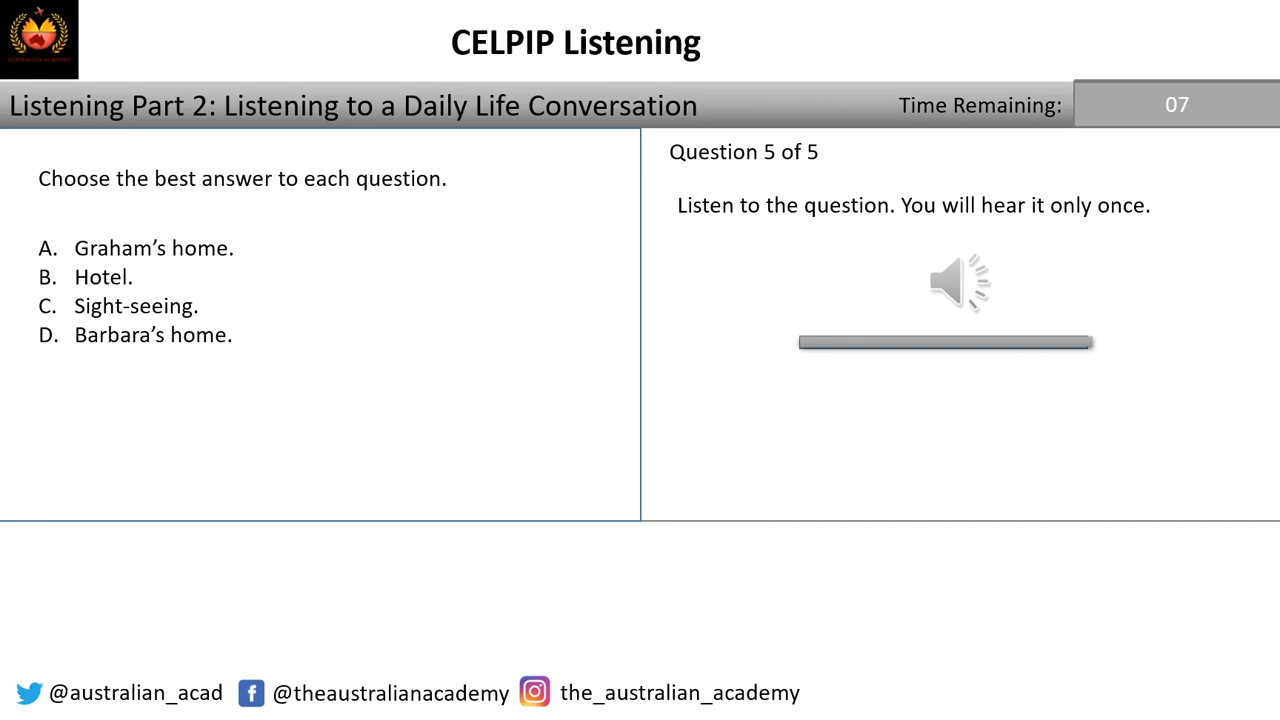 CELPIP Listening
Listening Part 2: Listening to a Daily Life Conversation
Time Remaining:
07
Choose the best answer to each question.
A. Graham’s home.
B. Hotel.
C. Sight-seeing.
D. Barbara’s home.
Question 5 of 5
Listen to the question. You will hear it only once.
@australian_acad
@theaustralianacademy
the_australian_academy